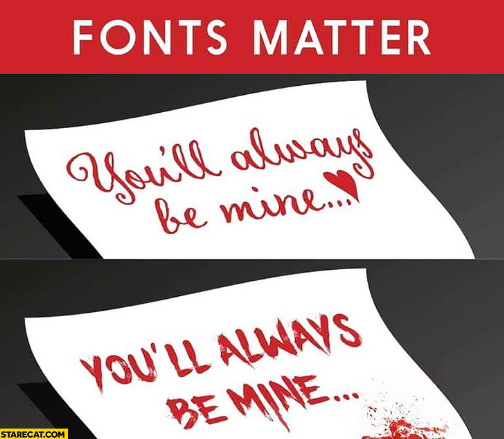 FONTS MATTER
You'll always
be mine...
YOU'LL ALWAYS
BE MINE...
STARECAT.COM